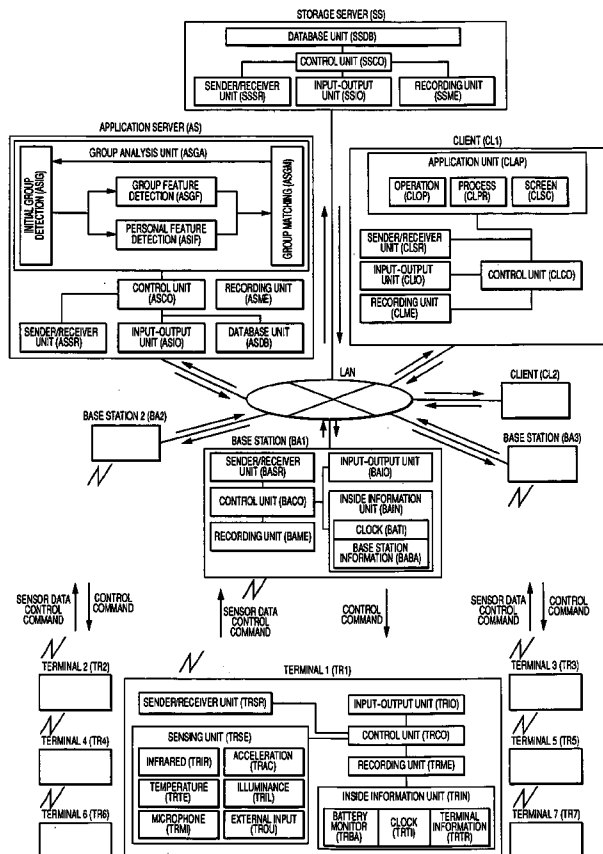 STORAGE SERVER (SS)
DATABASE UNIT (SSDB)
CONTROL UNIT (SSCO)
SENDER/RECEIVER
UNIT (SSSR)
INPUT-OUTPUT
UNIT (SSIO)
RECORDING UNIT
(SSME)
APPLICATION SERVER (AS)
GROUP ANALYSIS UNIT (ASGA)
INITIAL GROUP
DETECTION (ASIG)
GROUP FEATURE
DETECTION (ASGF)
PERSONAL FEATURE
DETECTION (ASIF)
GROUP MATCHING (ASGM)
CONTROL UNIT
(ASCO)
RECORDING UNIT
(ASME)
SENDER/RECEIVER
UNIT (ASSR)
INPUT-OUTPUT
UNIT (ASIO)
DATABASE UNIT
(ASDB)
CLIENT (CL1)
APPLICATION UNIT (CLAP)
OPERATION
(CLOP)
PROCESS
(CLPR)
SCREEN
(CLSC)
SENDER/RECEIVER
UNIT (CLSR)
INPUT-OUTPUT
UNIT (CLIO)
CONTROL UNIT (CLCO)
RECORDING UNIT
(CLME)
LAN
CLIENT (CL2)
BASE STATION 2 (BA2)
BASE STATION (BA3)
BASE STATION (BA1)
SENDER/RECEIVER
UNIT (BASR)
INPUT-OUTPUT UNIT
(BAIO)
CONTROL UNIT (BACO)
INSIDE INFORMATION
UNIT (BAIN)
RECORDING UNIT (BAME)
CLOCK (BATI)
BASE STATION
INFORMATION (BABA)
SENSOR DATA
CONTROL
COMMAND
CONTROL
COMMAND
SENSOR DATA
CONTROL
COMMAND
CONTROL
COMMAND
SENSOR DATA
CONTROL
COMMAND
CONTROL
COMMAND
TERMINAL 2 (TR2)
TERMINAL 4 (TR4)
TERMINAL 6 (TR6)
TERMINAL 1 (TR1)
SENDER/RECEIVER UNIT (TRSR)
INPUT-OUTPUT UNIT (TRIO)
SENSING UNIT (TRSE)
CONTROL UNIT (TRCO)
INFRARED (TRIR)
ACCELERATION
(TRAC)
RECORDING UNIT (TRME)
TEMPERATURE
(TRTE)
ILLUMINANCE
(TRIL)
INSIDE INFORMATION UNIT (TRIN)
MICROPHONE
(TRMI)
EXTERNAL INPUT
(TROU)
BATTERY
MONITOR
(TRBA)
CLOCK
(TRTI)
TERMINAL
INFORMATION
(TRTR)
TERMINAL 3 (TR3)
TERMINAL 5 (TR5)
TERMINAL 7 (TR7)